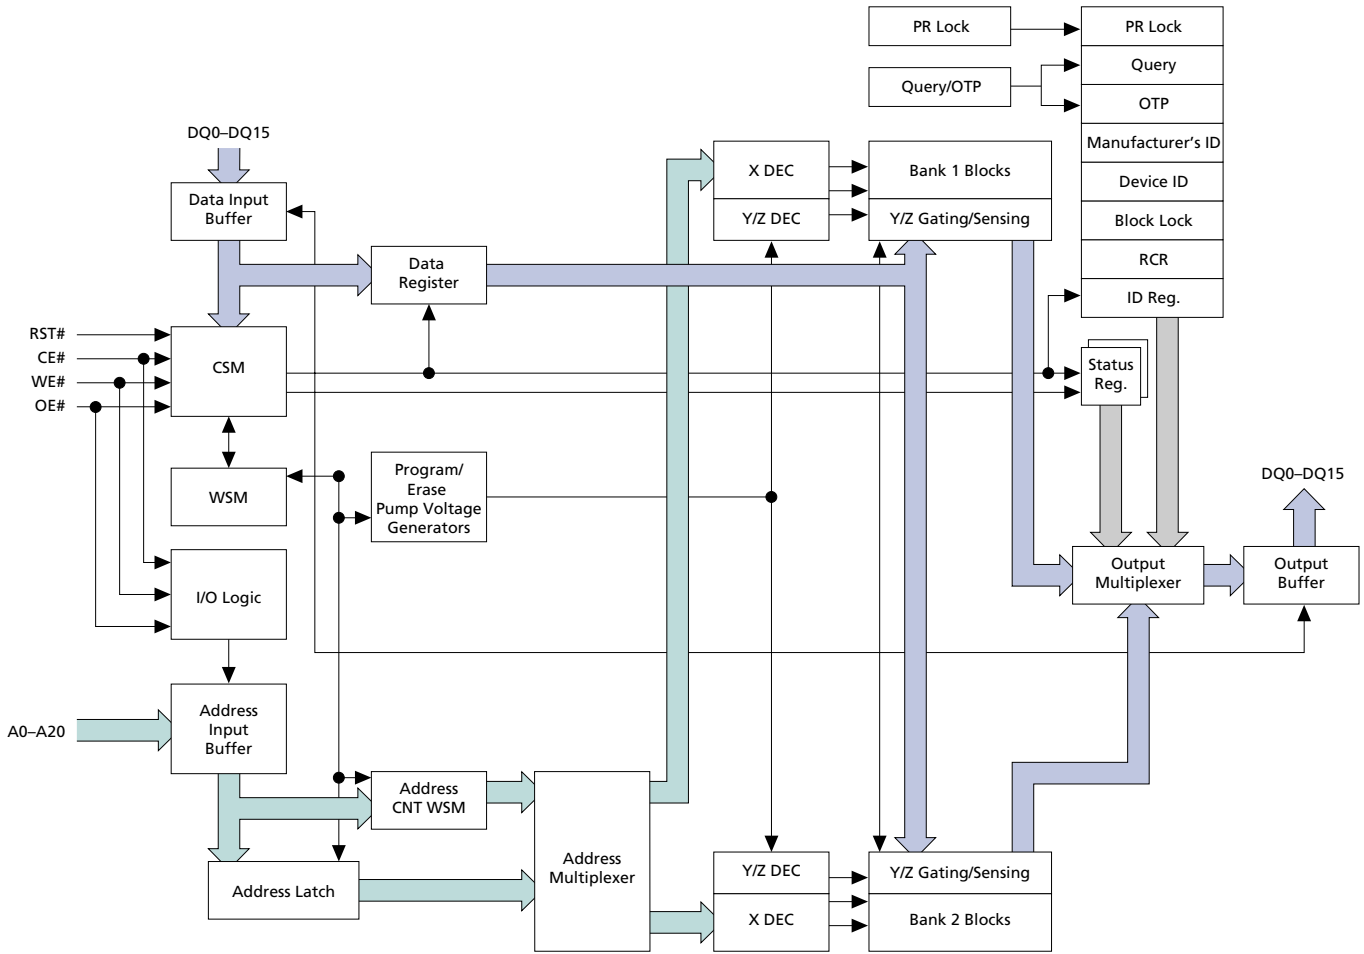 PR Lock
PR Lock
Query
Query/OTP
OTP
Manufacturer's ID
Device ID
Block Lock
RCR
ID Reg.
DQ0–DQ15
Data Input
Buffer
X DEC
Bank 1 Blocks
Y/Z DEC
Y/Z Gating/Sensing
Data
Register
RST#
CE#
WE#
OE#
CSM
Status
Reg.
WSM
Program/
Erase
Pump Voltage
Generators
DQ0–DQ15
I/O Logic
Output
Multiplexer
Output
Buffer
A0–A20
Address
Input
Buffer
Address
CNT WSM
Address
Multiplexer
Address Latch
Y/Z DEC
Y/Z Gating/Sensing
X DEC
Bank 2 Blocks